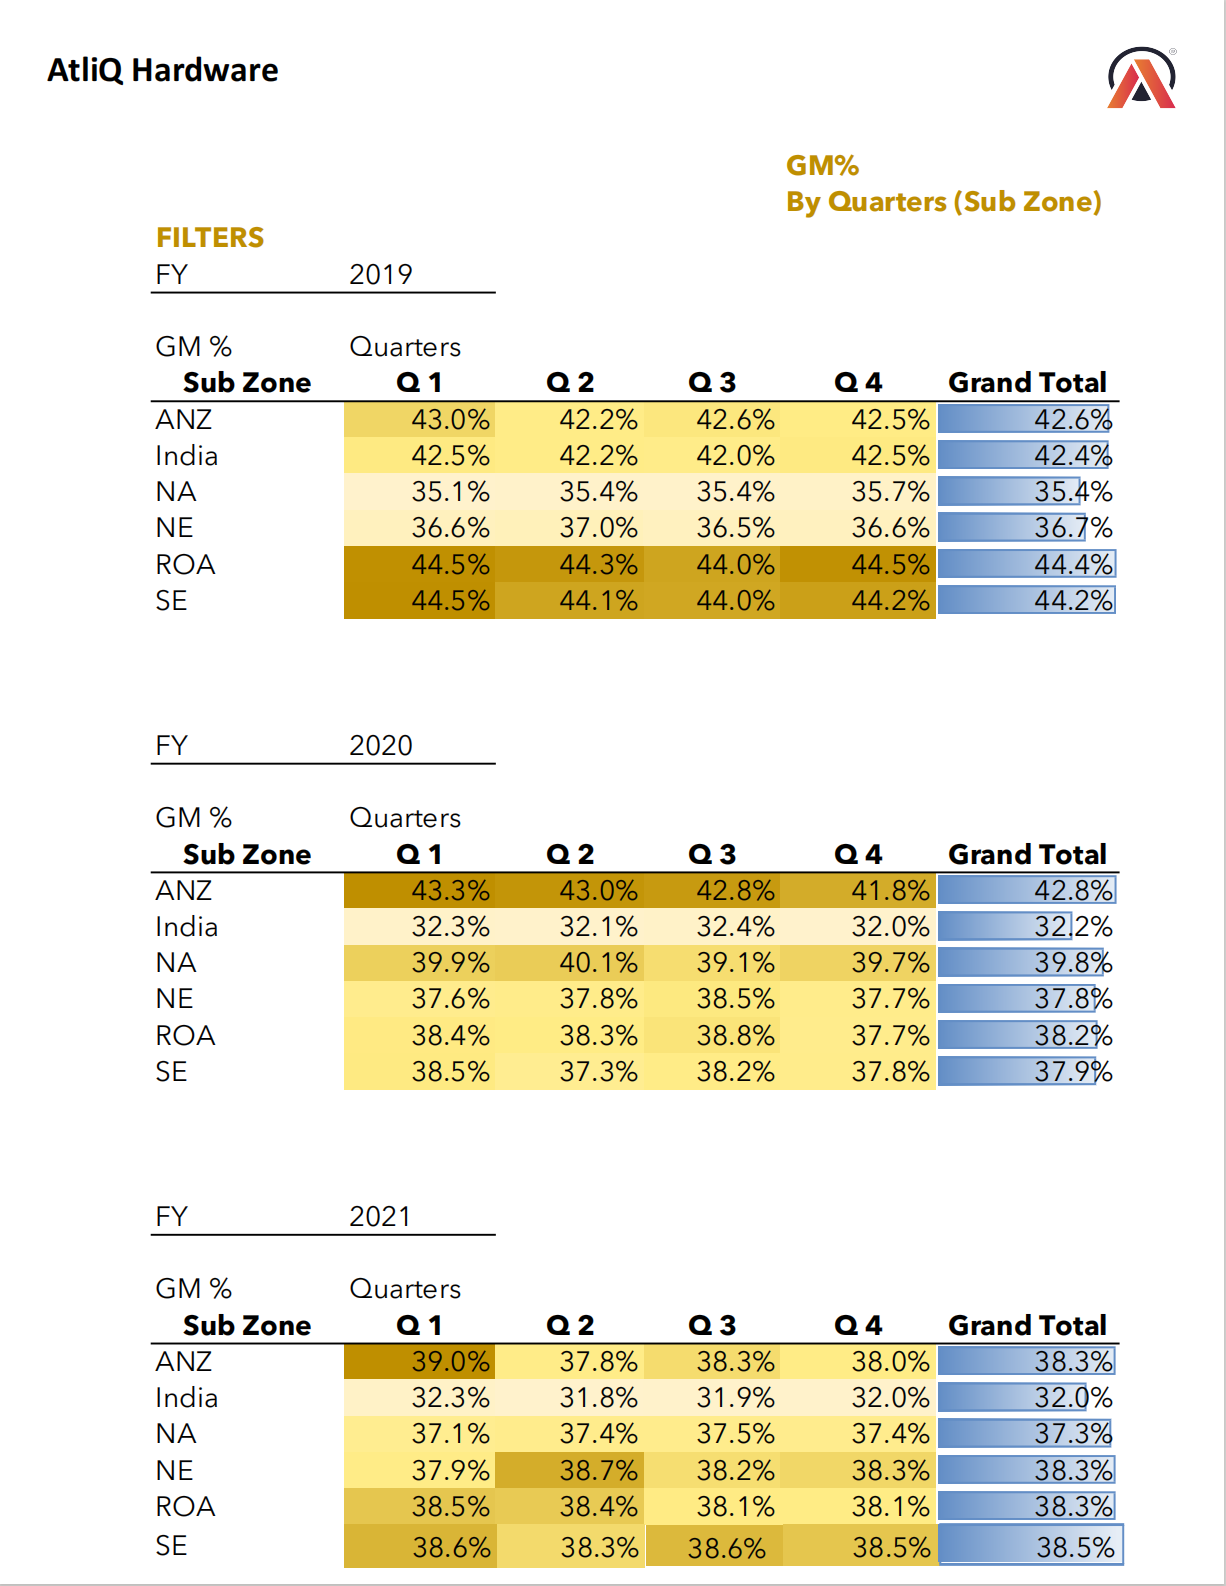 AtliQ Hardware
GM%
By Quarters (Sub Zone)
FILTERS
FY 2019
GM % Quarters
Sub Zone Q 1 Q 2 Q 3 Q 4 Grand Total
ANZ 43.0% 42.2% 42.6% 42.5% 42.6%
India 42.5% 42.2% 42.0% 42.5% 42.4%
NA 35.1% 35.4% 35.4% 35.7% 35.4%
NE 36.6% 37.0% 36.5% 36.6% 36.7%
ROA 44.5% 44.3% 44.0% 44.5% 44.4%
SE 44.5% 44.1% 44.0% 44.2% 44.2%
FY 2020
GM % Quarters
Sub Zone Q 1 Q 2 Q 3 Q 4 Grand Total
ANZ 43.3% 43.0% 42.8% 41.8% 42.8%
India 32.3% 32.1% 32.4% 32.0% 32.2%
NA 39.9% 40.1% 39.1% 39.7% 39.8%
NE 37.6% 37.8% 38.5% 37.7% 37.8%
ROA 38.4% 38.3% 38.8% 37.7% 38.2%
SE 38.5% 37.3% 38.2% 37.8% 37.9%
FY 2021
GM % Quarters
Sub Zone Q 1 Q 2 Q 3 Q 4 Grand Total
ANZ 39.0% 37.8% 38.3% 38.0% 38.3%
India 32.3% 31.8% 31.9% 32.0% 32.0%
NA 37.1% 37.4% 37.5% 37.4% 37.3%
NE 37.9% 38.7% 38.2% 38.3% 38.3%
ROA 38.5% 38.4% 38.1% 38.1% 38.3%
SE 38.6% 38.3% 38.6% 38.5% 38.5%